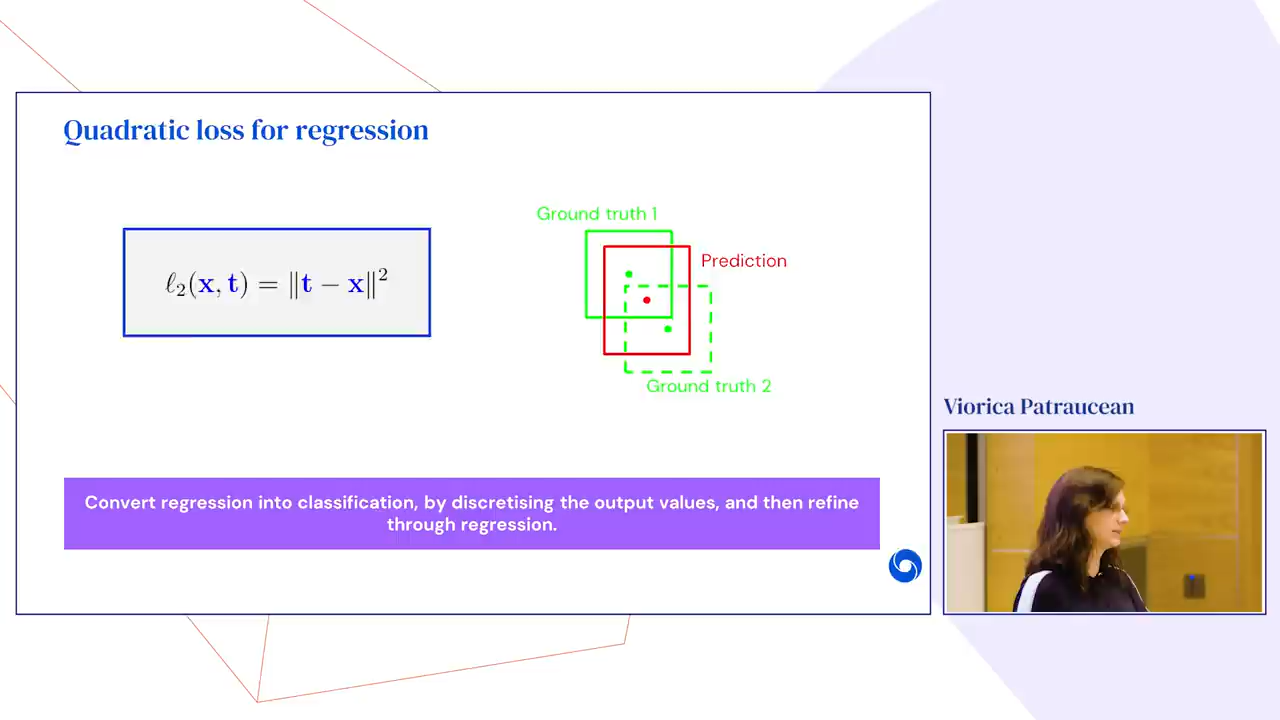 Quadratic loss for regression
ℓ₂(x, t) = ‖t − x‖²
Ground truth 1
Prediction
Ground truth 2
Convert regression into classification, by discretising the output values, and then refine
through regression.
Viorica Patraucean